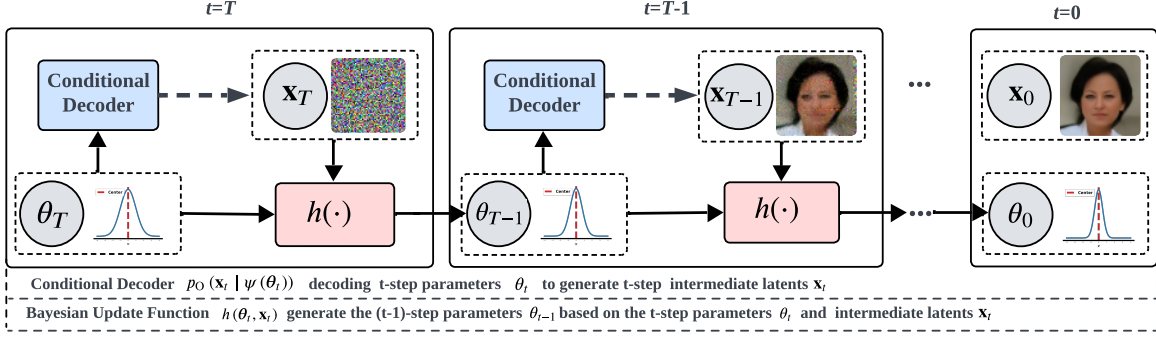 t=T
t=T-1
t=0
Conditional
Decoder
x_T
Conditional
Decoder
x_{T-1}
...
x_0
θ_T
Center
h(·)
θ_{T-1}
Center
h(·)
...
θ_0
Center
Conditional Decoder p_O(x_t | ψ(θ_t)) decoding t-step parameters θ_t to generate t-step intermediate latents x_t
Bayesian Update Function h(θ_t, x_t) generate the (t-1)-step parameters θ_{t-1} based on the t-step parameters θ_t and intermediate latents x_t